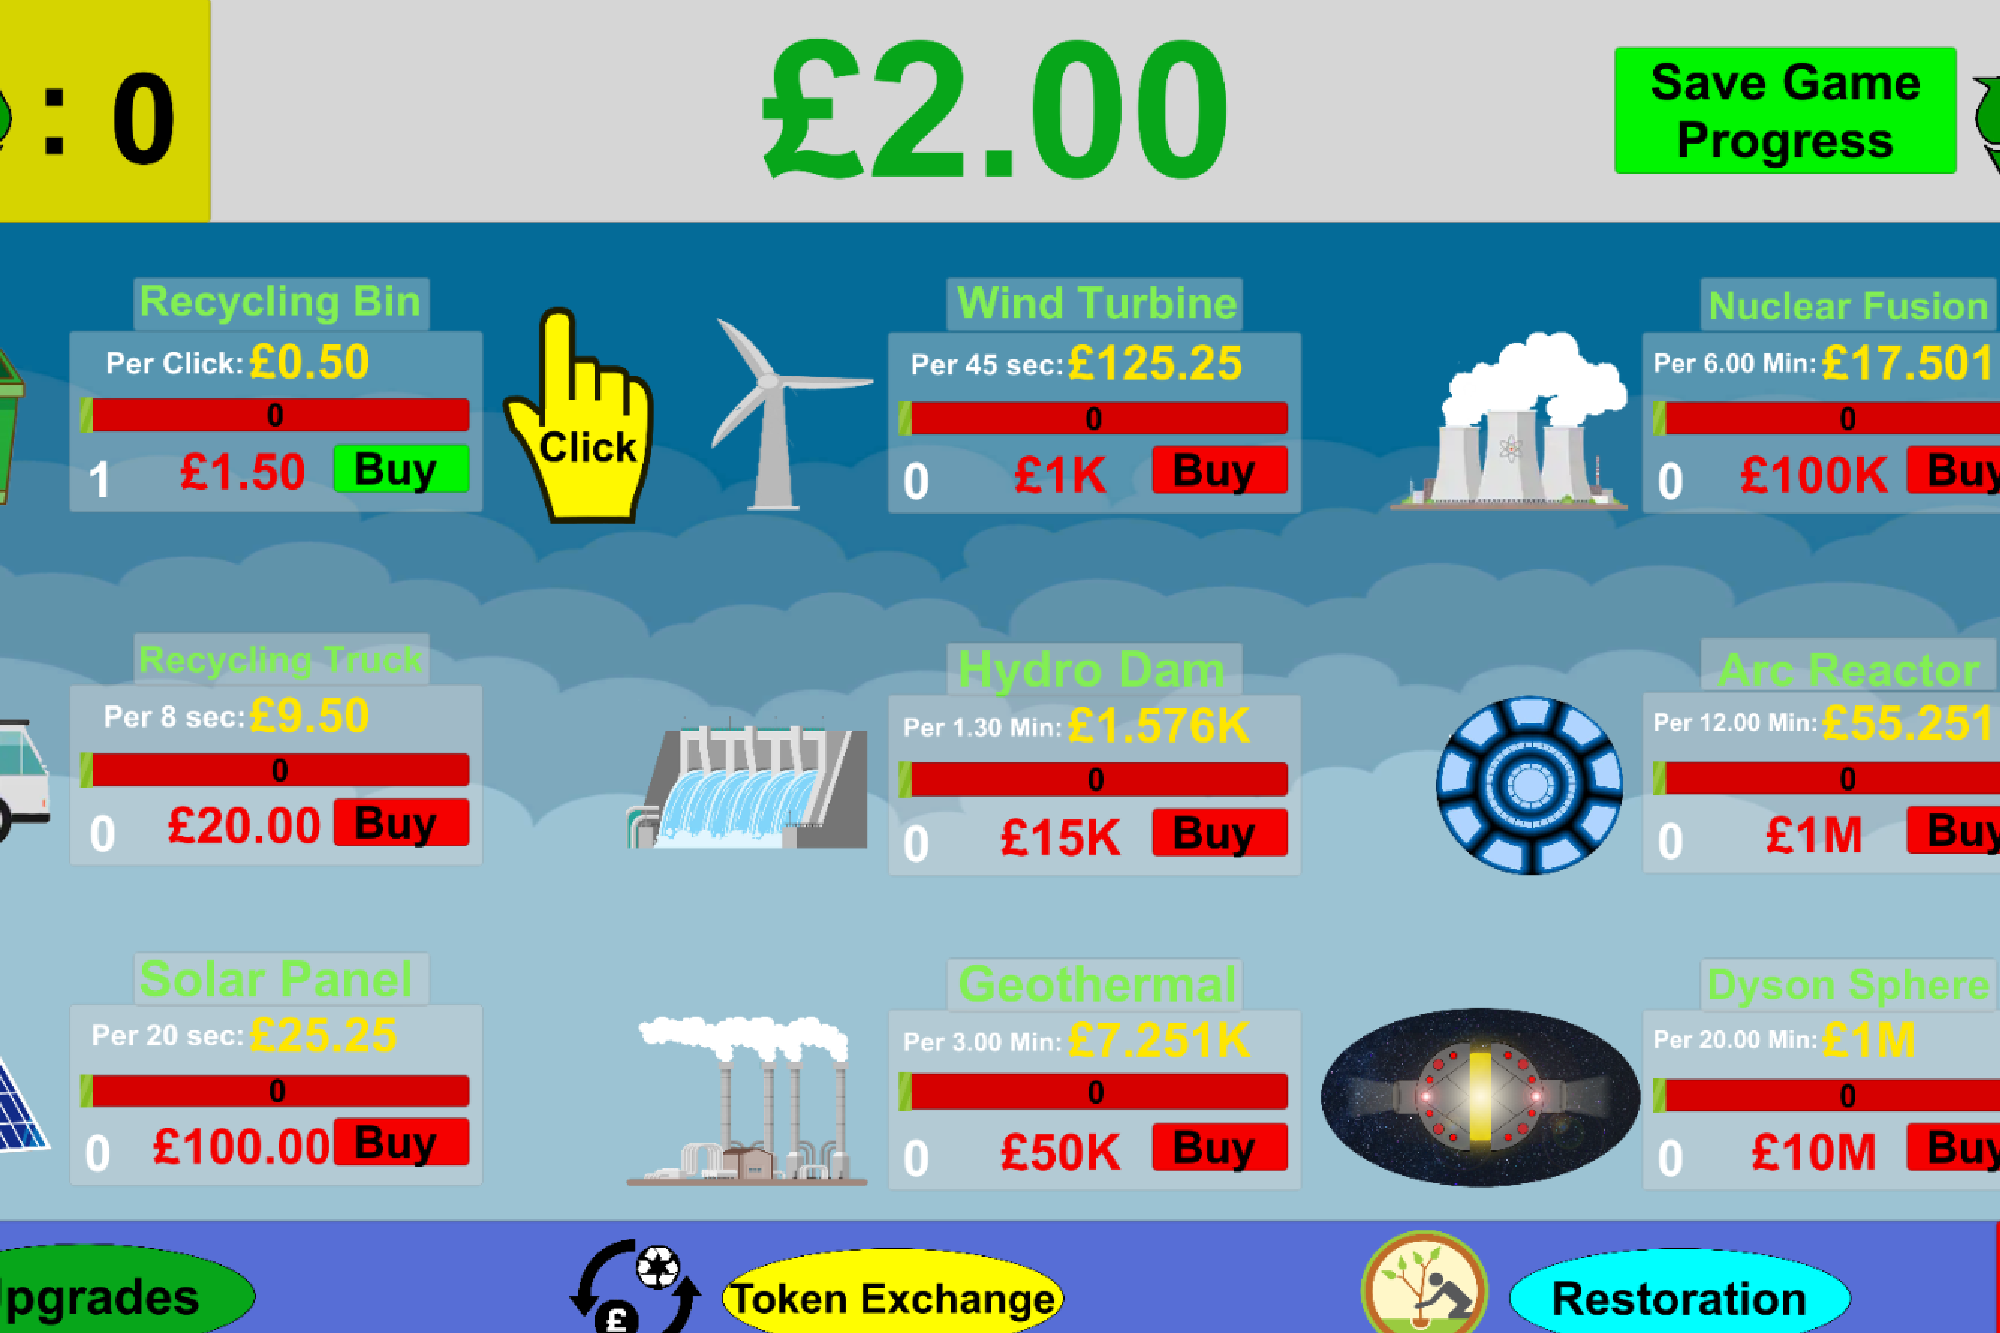 : 0
£2.00
Save Game
Progress
Recycling Bin
Per Click: £0.50
0
1 £1.50 Buy
Click
Wind Turbine
Per 45 sec: £125.25
0
0 £1K Buy
Nuclear Fusion
Per 6.00 Min: £17.501
0
0 £100K Buy
Recycling Truck
Per 8 sec: £9.50
0
0 £20.00 Buy
Hydro Dam
Per 1.30 Min: £1.576K
0
0 £15K Buy
Arc Reactor
Per 12.00 Min: £55.251
0
0 £1M Buy
Solar Panel
Per 20 sec: £25.25
0
0 £100.00 Buy
Geothermal
Per 3.00 Min: £7.251K
0
0 £50K Buy
Dyson Sphere
Per 20.00 Min: £1M
0
0 £10M Buy
pgrades
£
Token Exchange
Restoration